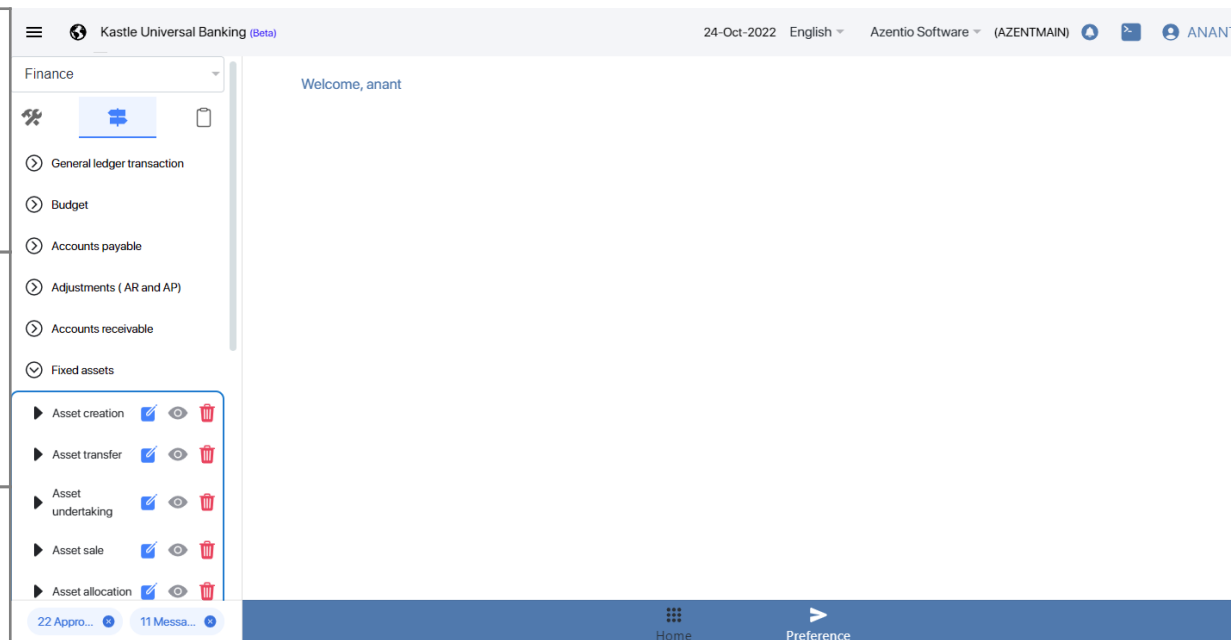 Kastle Universal Banking (Beta)
24-Oct-2022 English Azentio Software (AZENTMAIN) ANANT
Finance
Welcome, anant
General ledger transaction
Budget
Accounts payable
Adjustments ( AR and AP)
Accounts receivable
Fixed assets
Asset creation
Asset transfer
Asset
undertaking
Asset sale
Asset allocation
22 Appro... 11 Messa...
Home Preference